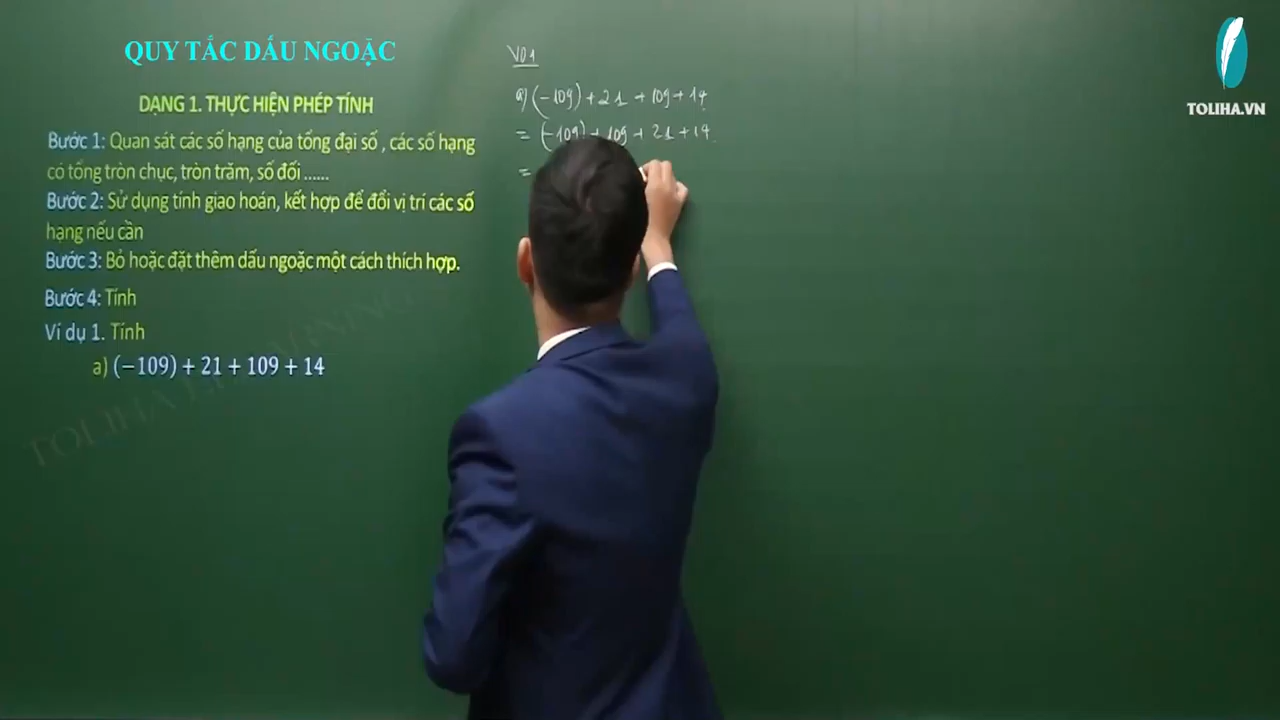 QUY TẮC DẤU NGOẶC
DẠNG 1. THỰC HIỆN PHÉP TÍNH
Bước 1: Quan sát các số hạng của tổng đại số , các số hạng
có tổng tròn chục, tròn trăm, số đối ......
Bước 2: Sử dụng tính giao hoán, kết hợp để đổi vị trí các số
hạng nếu cần
Bước 3: Bỏ hoặc đặt thêm dấu ngoặc một cách thích hợp.
Bước 4: Tính
Ví dụ 1. Tính
a) (−109) + 21 + 109 + 14
VD1
a) (-109) + 21 + 109 + 14
= (-109) + 109 + 21 + 14
=
TOLIHA.VN
TOLIHA LEARNING